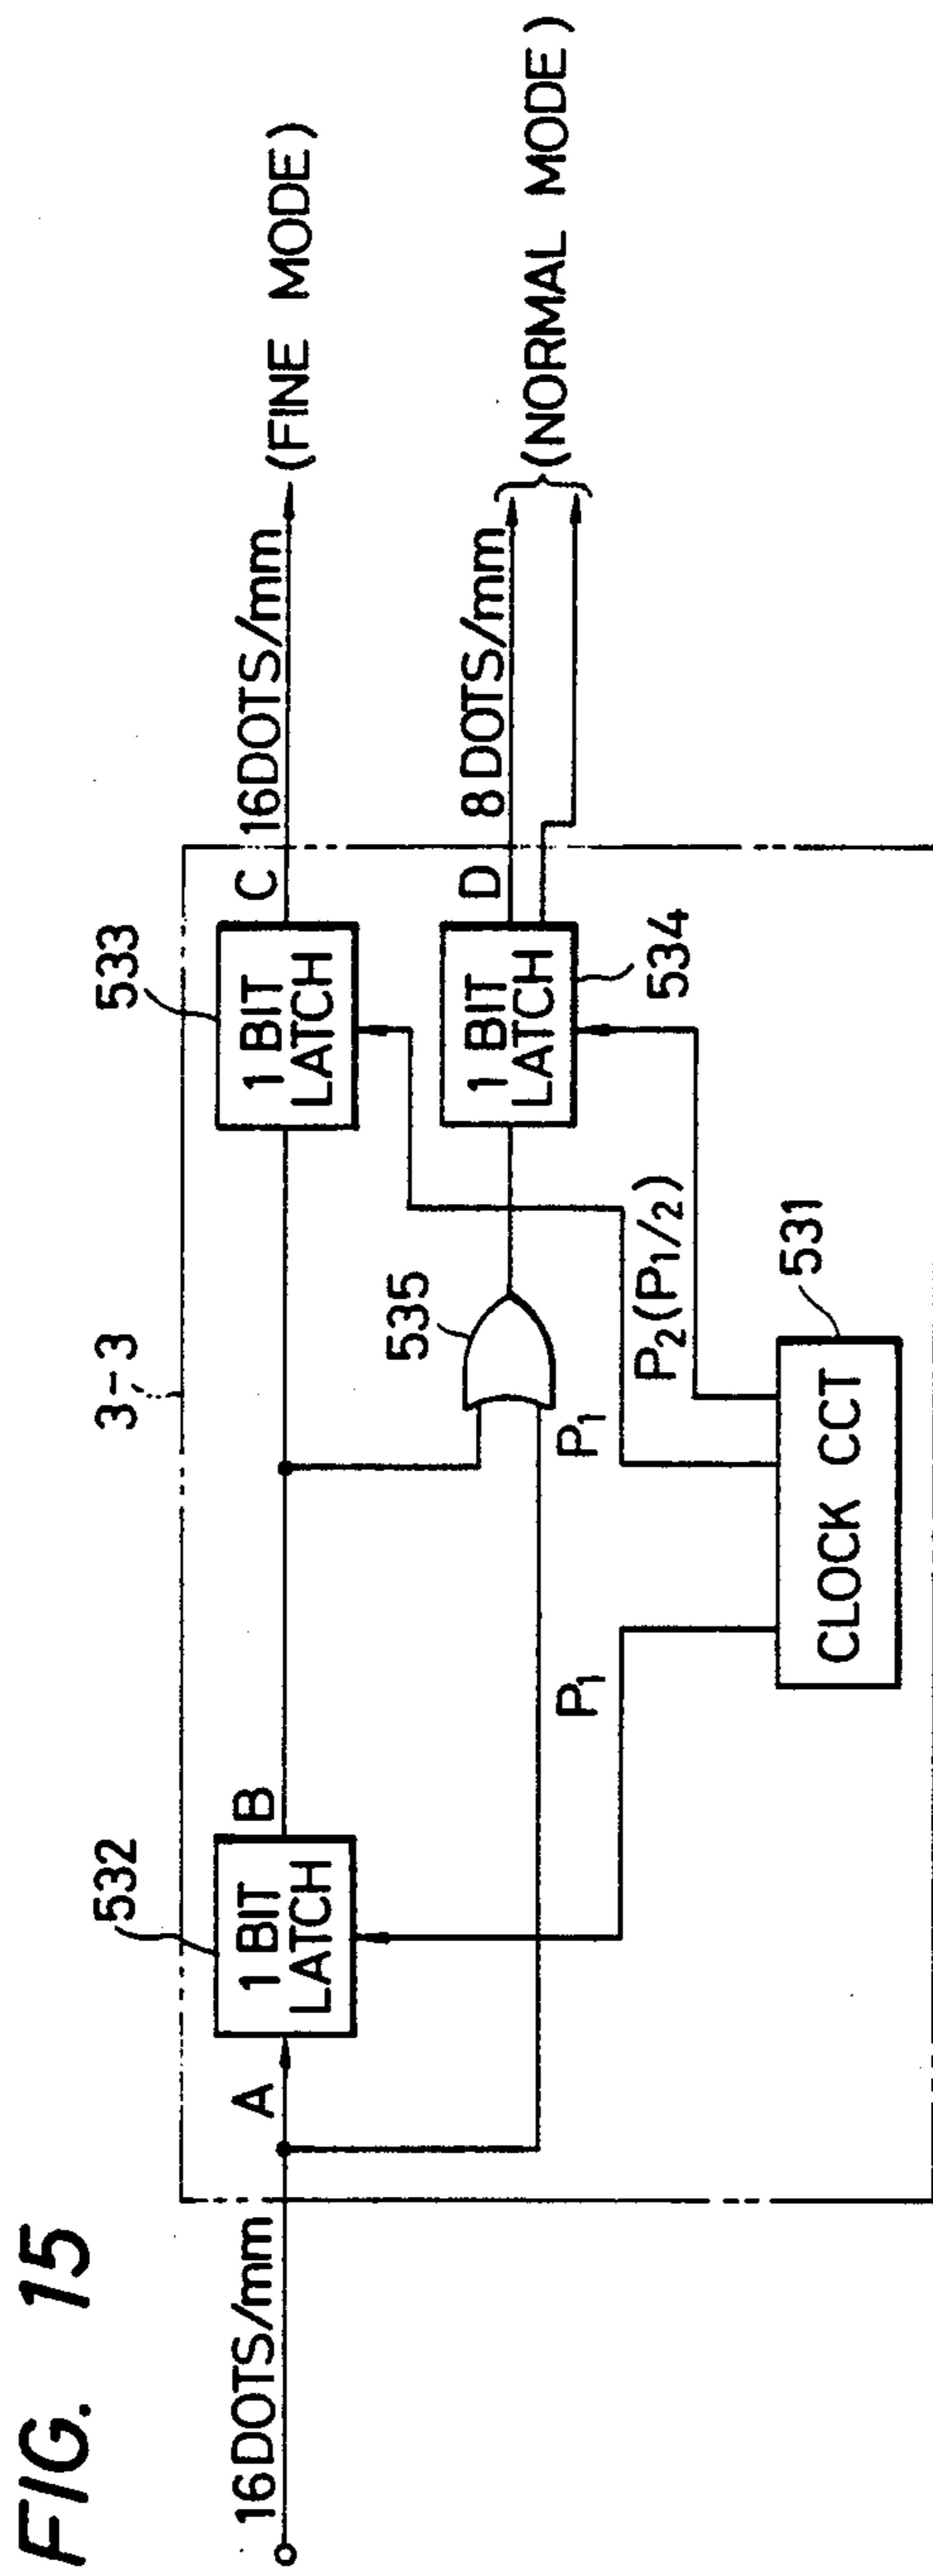 FIG. 15
3-3
532
533
16DOTS/mm
A
1 BIT
LATCH
B
1 BIT
LATCH
C
16DOTS/mm
(FINE MODE)
535
1 BIT
LATCH
D
8DOTS/mm
(NORMAL MODE)
534
P1
P1
P2(P1/2)
CLOCK CCT
531